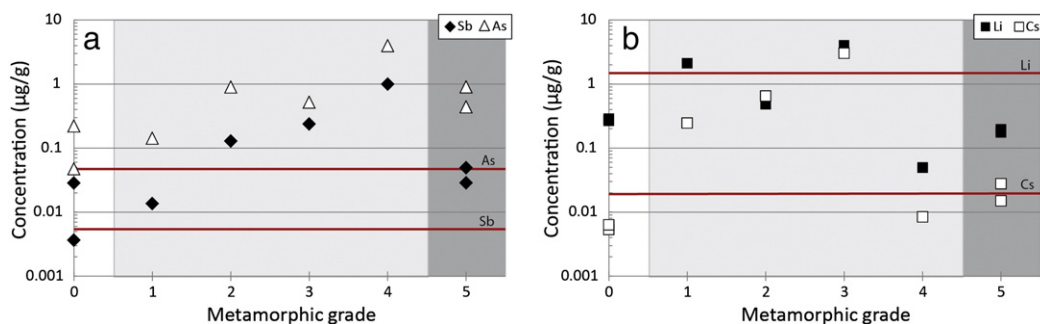 a
Sb As
Concentration (µg/g)
10
1
0.1
0.01
0.001
As
Sb
0 1 2 3 4 5
Metamorphic grade
b
Li Cs
Concentration (µg/g)
10
1
0.1
0.01
0.001
Li
Cs
0 1 2 3 4 5
Metamorphic grade